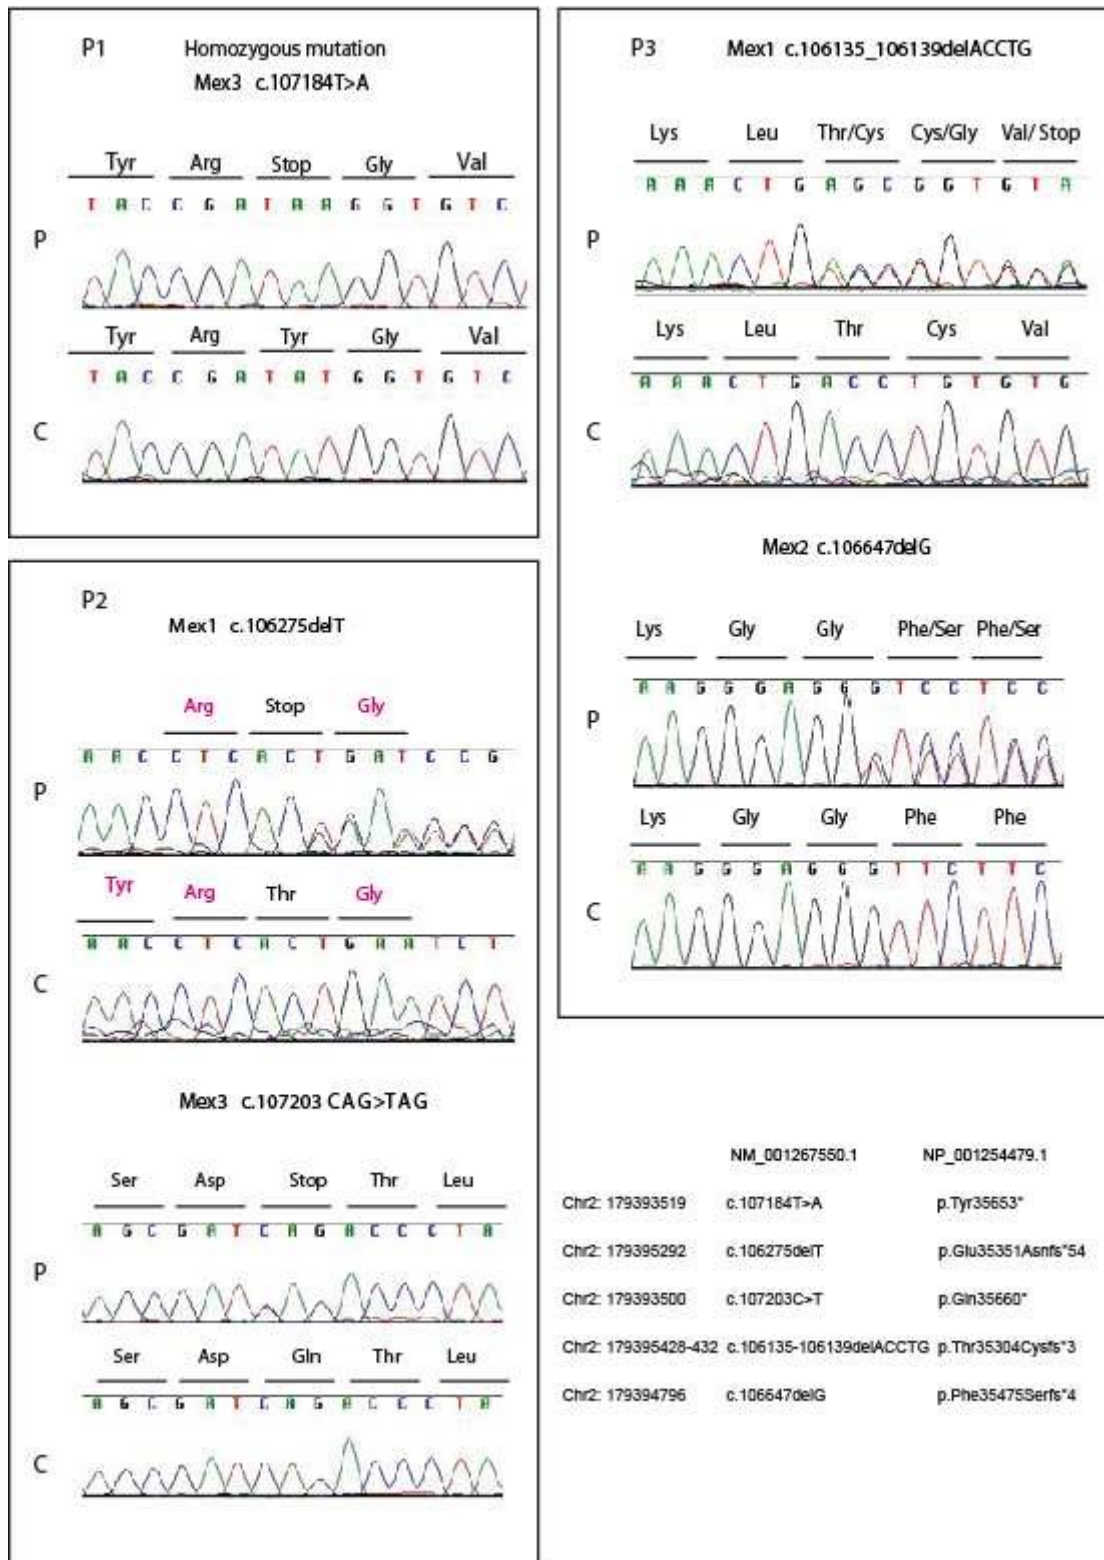 P1
Homozygous mutation
Mex3 c.107184T>A
Tyr Arg Stop Gly Val
T A C C G A T A A G G T G T C
P
Tyr Arg Tyr Gly Val
T A C C G A T A T G G T G T C
C
P2
Mex1 c.106275delT
Arg Stop Gly
A A C C T C A C T G A T C C G
P
Tyr Arg Thr Gly
A A C C T C A C T G A A T C T
C
Mex3 c.107203 CAG>TAG
Ser Asp Stop Thr Leu
A G C G A T C A G A C C C T A
P
Ser Asp Gln Thr Leu
A G C G A T C A G A C C C T A
C
P3
Mex1 c.106135_106139delACCTG
Lys Leu Thr/Cys Cys/Gly Val/ Stop
A A A C T G A G C G G T G T A
P
Lys Leu Thr Cys Val
A A A C T G A C C T G T G T G
C
Mex2 c.106647delG
Lys Gly Gly Phe/Ser Phe/Ser
A A G G G A G G G T C C T C C
P
Lys Gly Gly Phe Phe
A A G G G A G G G T T C T T C
C
NM_001267550.1 NP_001254479.1
Chr2: 179393519 c.107184T>A p.Tyr35653*
Chr2: 179395292 c.106275delT p.Glu35351Asnfs*54
Chr2: 179393500 c.107203C>T p.Gln35660*
Chr2: 179395428-432 c.106135-106139delACCTG p.Thr35304Cysfs*3
Chr2: 179394796 c.106647delG p.Phe35475Serfs*4